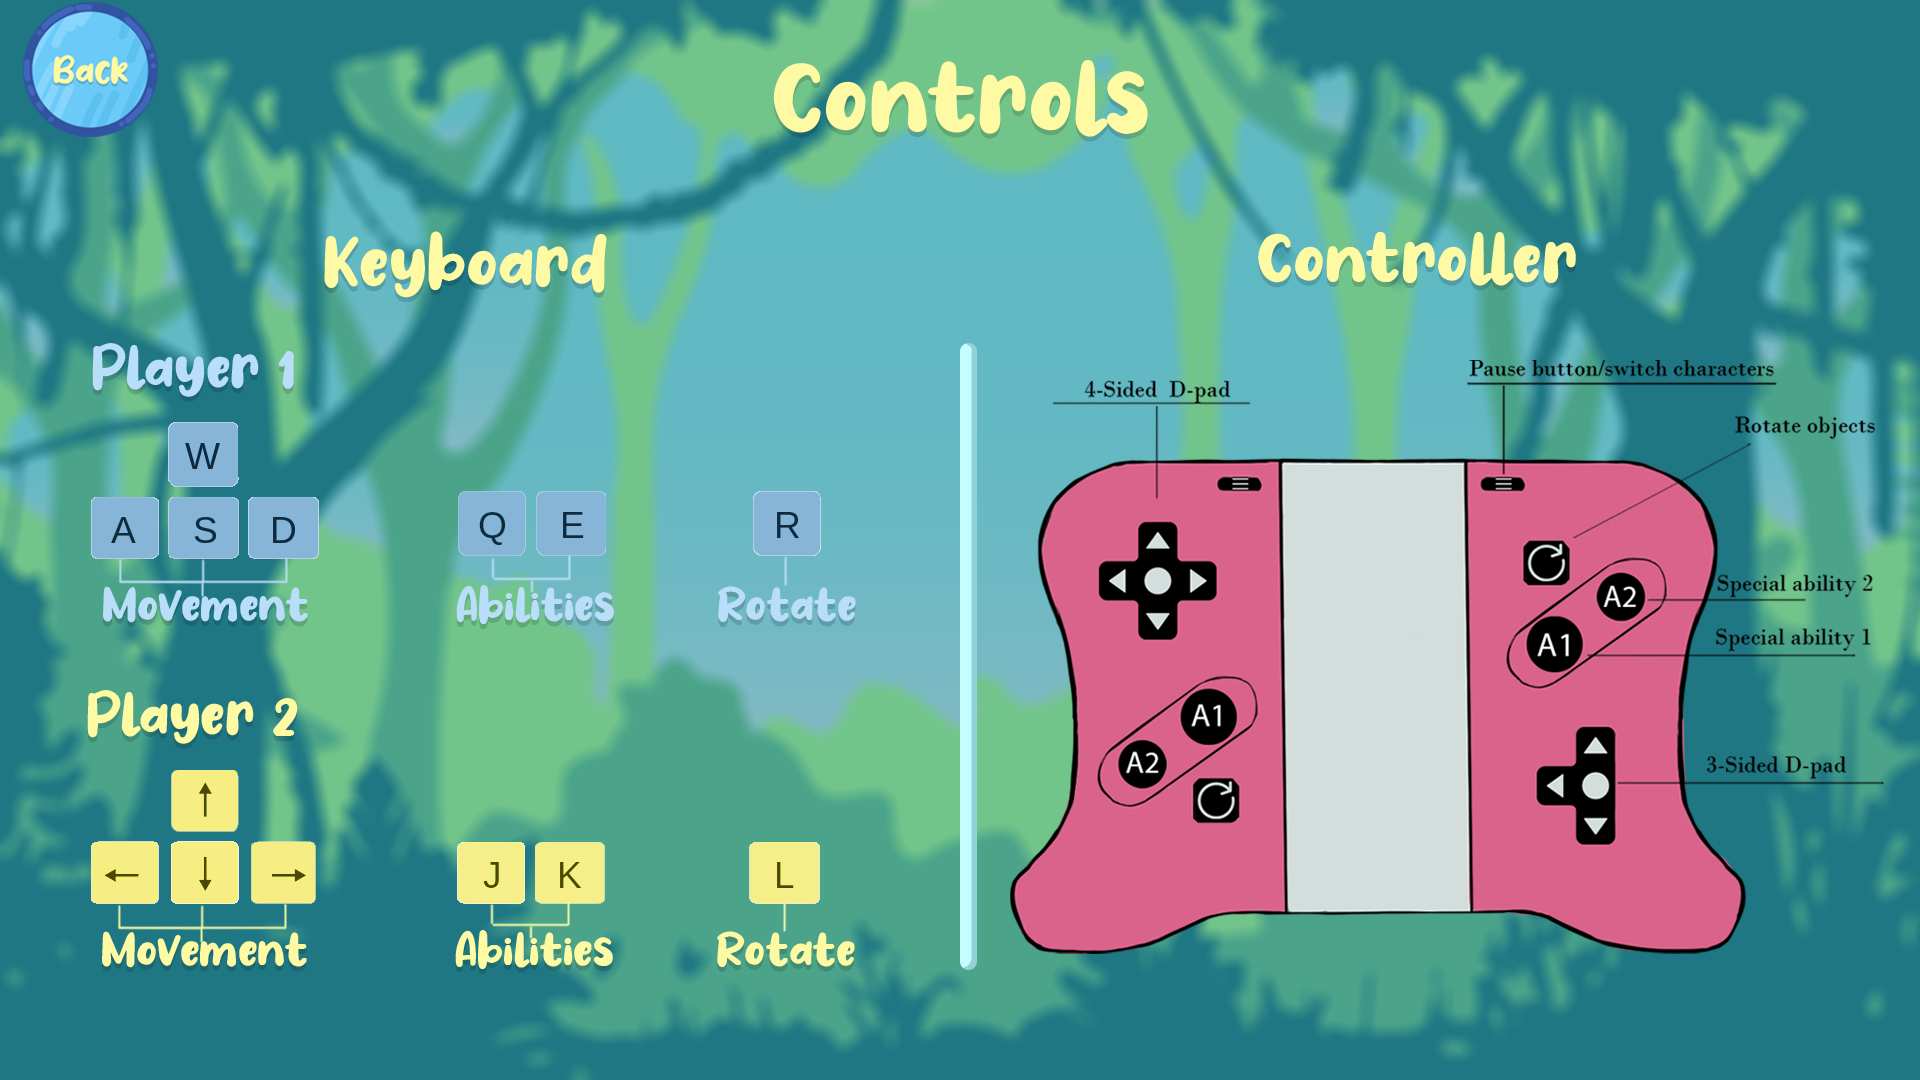 Back
Controls
Keyboard
Player 1
W
A S D
Movement
Q E
Abilities
R
Rotate
Player 2
↑
← ↓ →
Movement
J K
Abilities
L
Rotate
Controller
4-Sided D-pad
Pause button/switch characters
Rotate objects
A2
Special ability 2
A1
Special ability 1
A1
A2
3-Sided D-pad